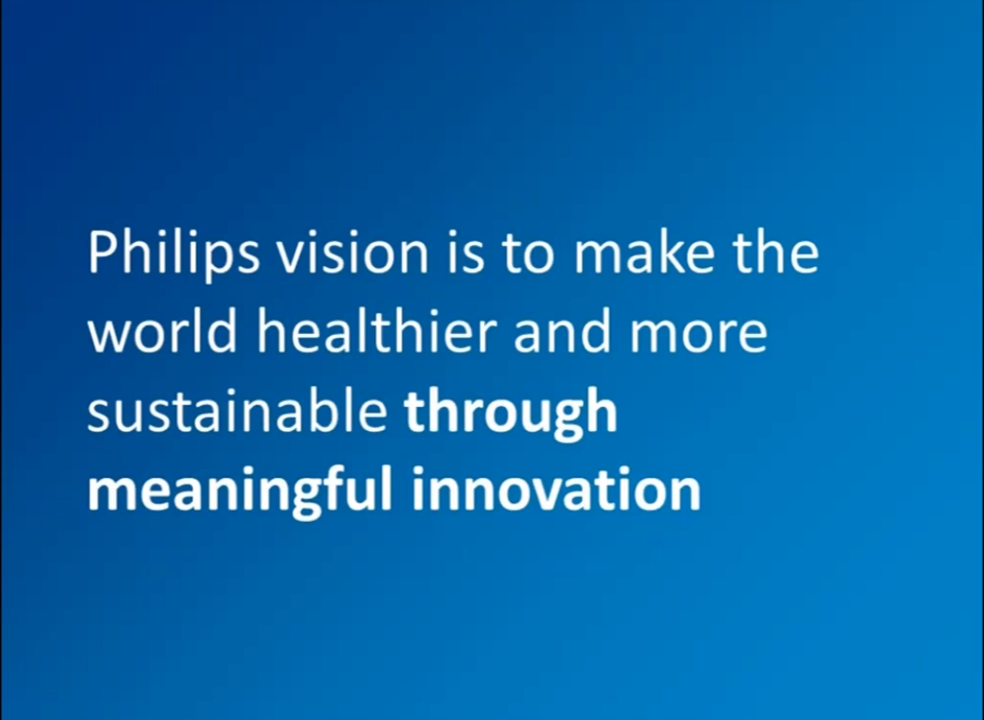 Philips vision is to make the
world healthier and more
sustainable through
meaningful innovation